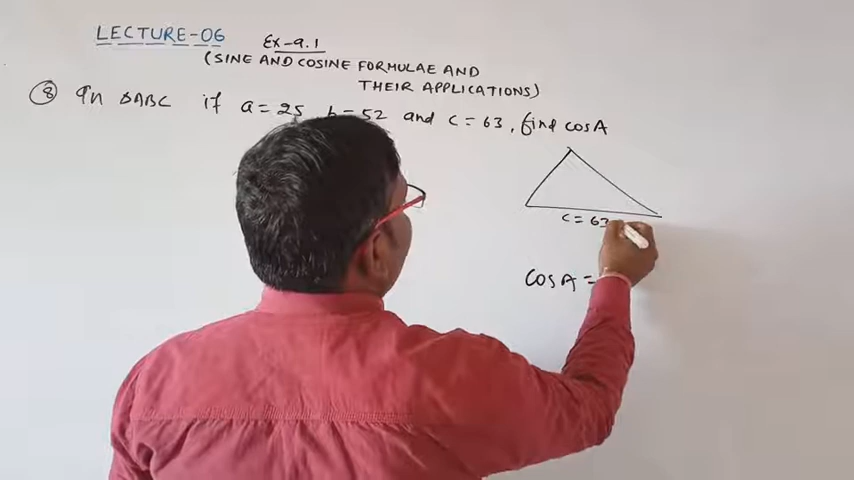 LECTURE-06
Ex-9.1
(SINE AND COSINE FORMULAE AND
THEIR APPLICATIONS)
⑧ In ΔABC if a = 25, b = 52 and c = 63, find cosA
c = 63
cosA =